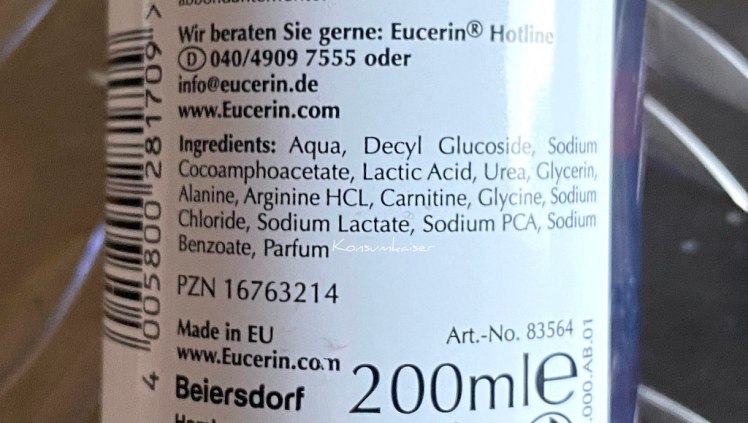 Wir beraten Sie gerne: Eucerin® Hotline
D 040/4909 7555 oder
info@eucerin.de
www.Eucerin.com
Ingredients: Aqua, Decyl Glucoside, Sodium
Cocoamphoacetate, Lactic Acid, Urea, Glycerin,
Alanine, Arginine HCL, Carnitine, Glycine, Sodium
Chloride, Sodium Lactate, Sodium PCA, Sodium
Benzoate, Parfum
Konsumkaiser
PZN 16763214
Made in EU
Art.-No. 83564
www.Eucerin.com
Beiersdorf
200ml e
4 005800 281709 >
.000.AB.01